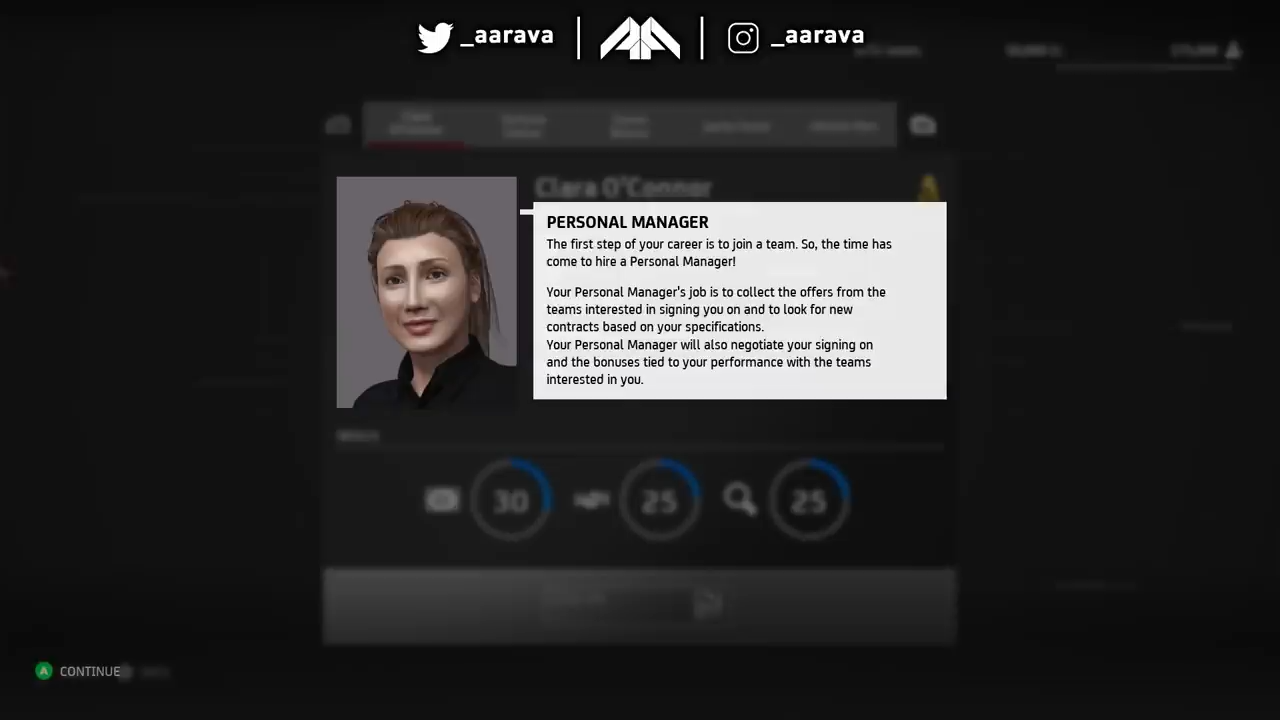 _aarava
_aarava
Clara O'Connor
PERSONAL MANAGER
The first step of your career is to join a team. So, the time has
come to hire a Personal Manager!
Your Personal Manager's job is to collect the offers from the
teams interested in signing you on and to look for new
contracts based on your specifications.
Your Personal Manager will also negotiate your signing on
and the bonuses tied to your performance with the teams
interested in you.
30
25
25
A CONTINUE